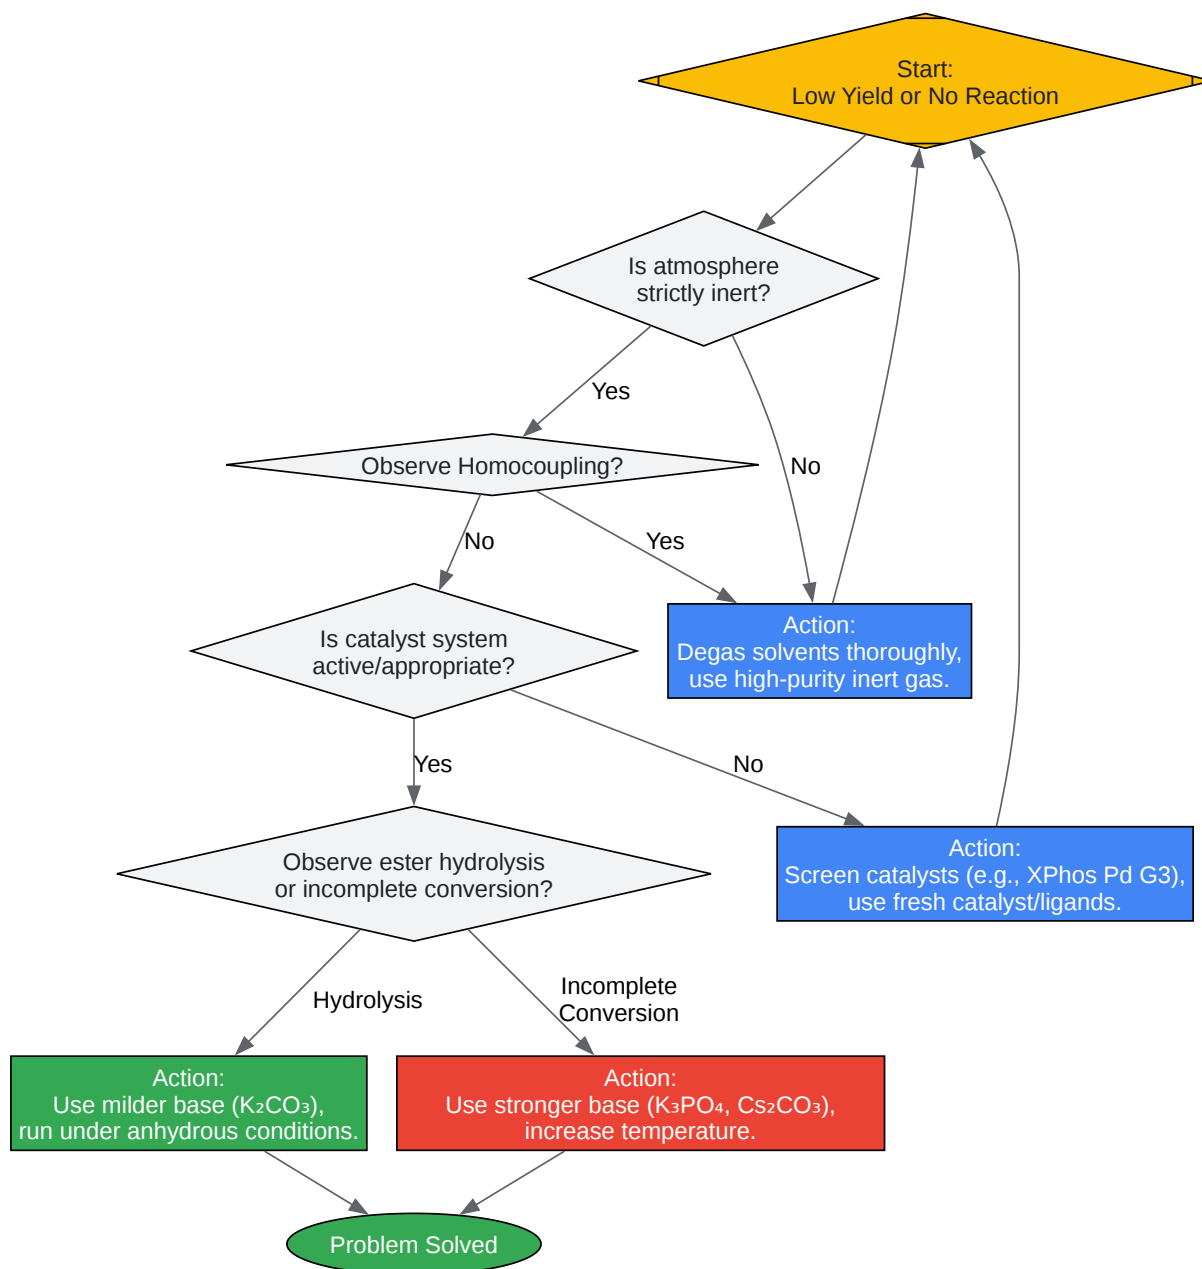 Start:
Low Yield or No Reaction
Is atmosphere
strictly inert?
Yes
No
Observe Homocoupling?
No
Yes
Action:
Degas solvents thoroughly,
use high-purity inert gas.
Is catalyst system
active/appropriate?
Yes
No
Action:
Screen catalysts (e.g., XPhos Pd G3),
use fresh catalyst/ligands.
Observe ester hydrolysis
or incomplete conversion?
Hydrolysis
Incomplete
Conversion
Action:
Use milder base (K₂CO₃),
run under anhydrous conditions.
Action:
Use stronger base (K₃PO₄, Cs₂CO₃),
increase temperature.
Problem Solved